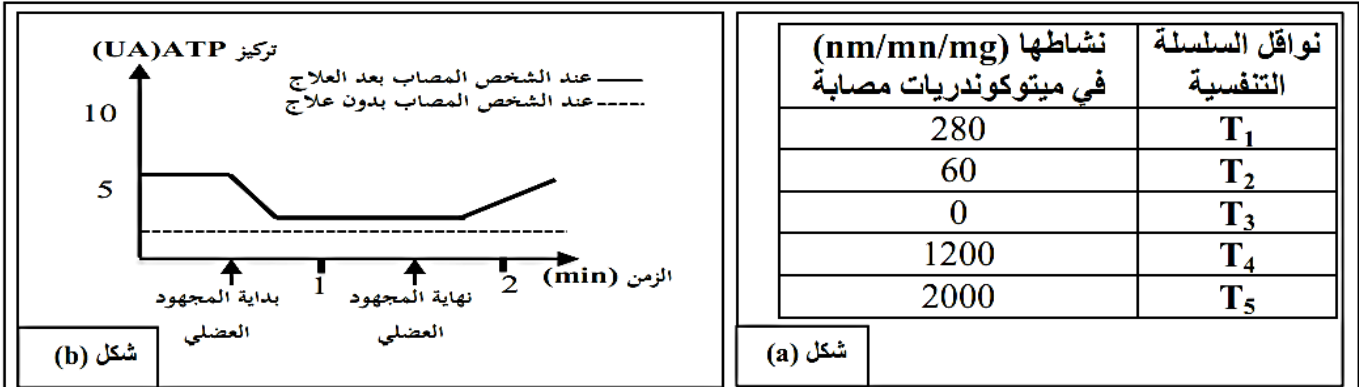 نواقل السلسلة التنفسية	نشاطها (nm/mn/mg) في ميتوكوندريات مصابة
T₁	280
T₂	60
T₃	0
T₄	1200
T₅	2000
شكل (a)
تركيز ATP(UA)
عند الشخص المصاب بعد العلاج
عند الشخص المصاب بدون علاج
10
5
1
2
الزمن (min)
بداية المجهود العضلي
نهاية المجهود العضلي
شكل (b)